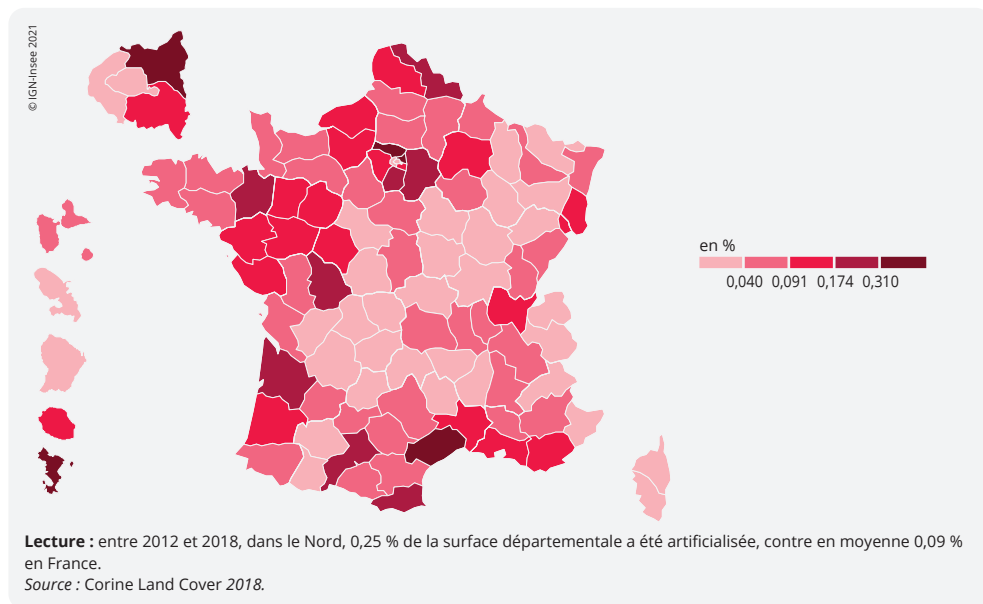 © IGN-Insee 2021
en %
0,040 0,091 0,174 0,310
Lecture : entre 2012 et 2018, dans le Nord, 0,25 % de la surface départementale a été artificialisée, contre en moyenne 0,09 %
en France.
Source : Corine Land Cover 2018.